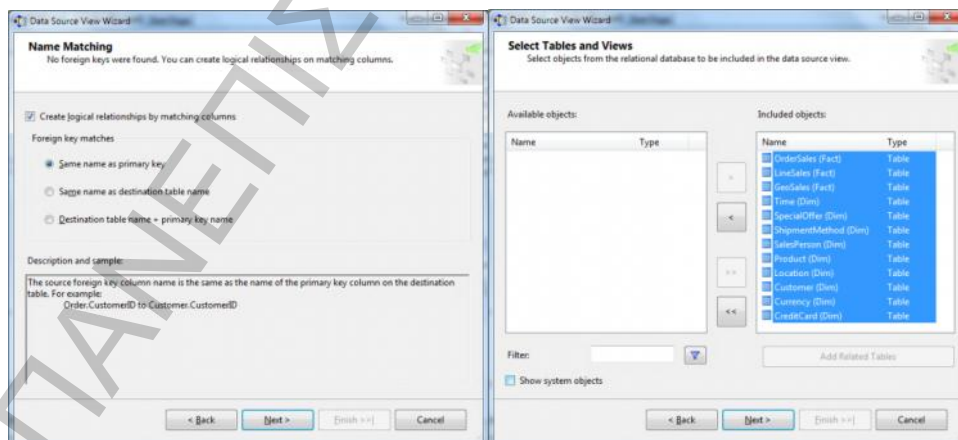 Data Source View Wizard
Name Matching
No foreign keys were found. You can create logical relationships on matching columns.
Create logical relationships by matching columns
Foreign key matches
Same name as primary key
Same name as destination table name
Destination table name + primary key name
Description and sample:
The source foreign key column name is the same as the name of the primary key column on the destination
table. For example:
Order.CustomerID to Customer.CustomerID
< Back
Next >
Finish >>|
Cancel
Data Source View Wizard
Select Tables and Views
Select objects from the relational database to be included in the data source view.
Available objects:
Name Type
>
<
>>
<<
Included objects:
Name Type
OrderSales (Fact) Table
LineSales (Fact) Table
GeoSales (Fact) Table
Time (Dim) Table
SpecialOffer (Dim) Table
ShipmentMethod (Dim) Table
SalesPerson (Dim) Table
Product (Dim) Table
Location (Dim) Table
Customer (Dim) Table
Currency (Dim) Table
CreditCard (Dim) Table
Filter:
Add Related Tables
Show system objects
< Back
Next >
Finish >>|
Cancel
ΠΑΝΕΠΙΣ